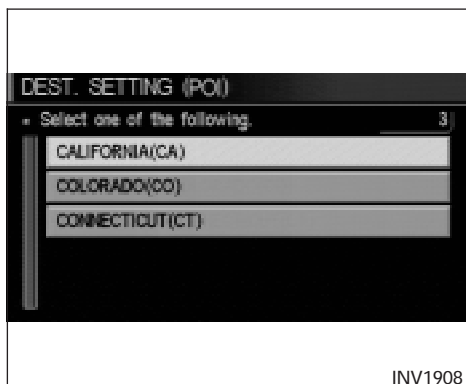 DEST. SETTING (POI)
Select one of the following. 3
CALIFORNIA(CA)
COLORADO(CO)
CONNECTICUT(CT)
INV1908